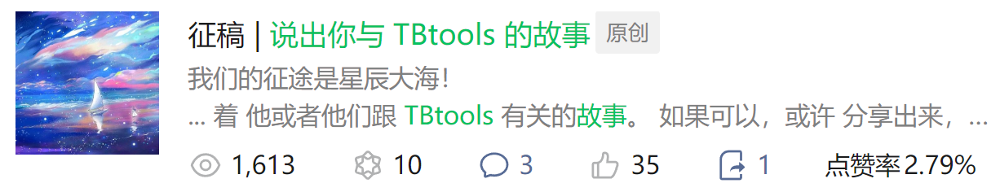 征稿 | 说出你与 TBtools 的故事 原创
我们的征途是星辰大海！
... 着 他或者他们跟 TBtools 有关的故事。 如果可以，或许 分享出来，...
1,613 10 3 35 1 点赞率2.79%